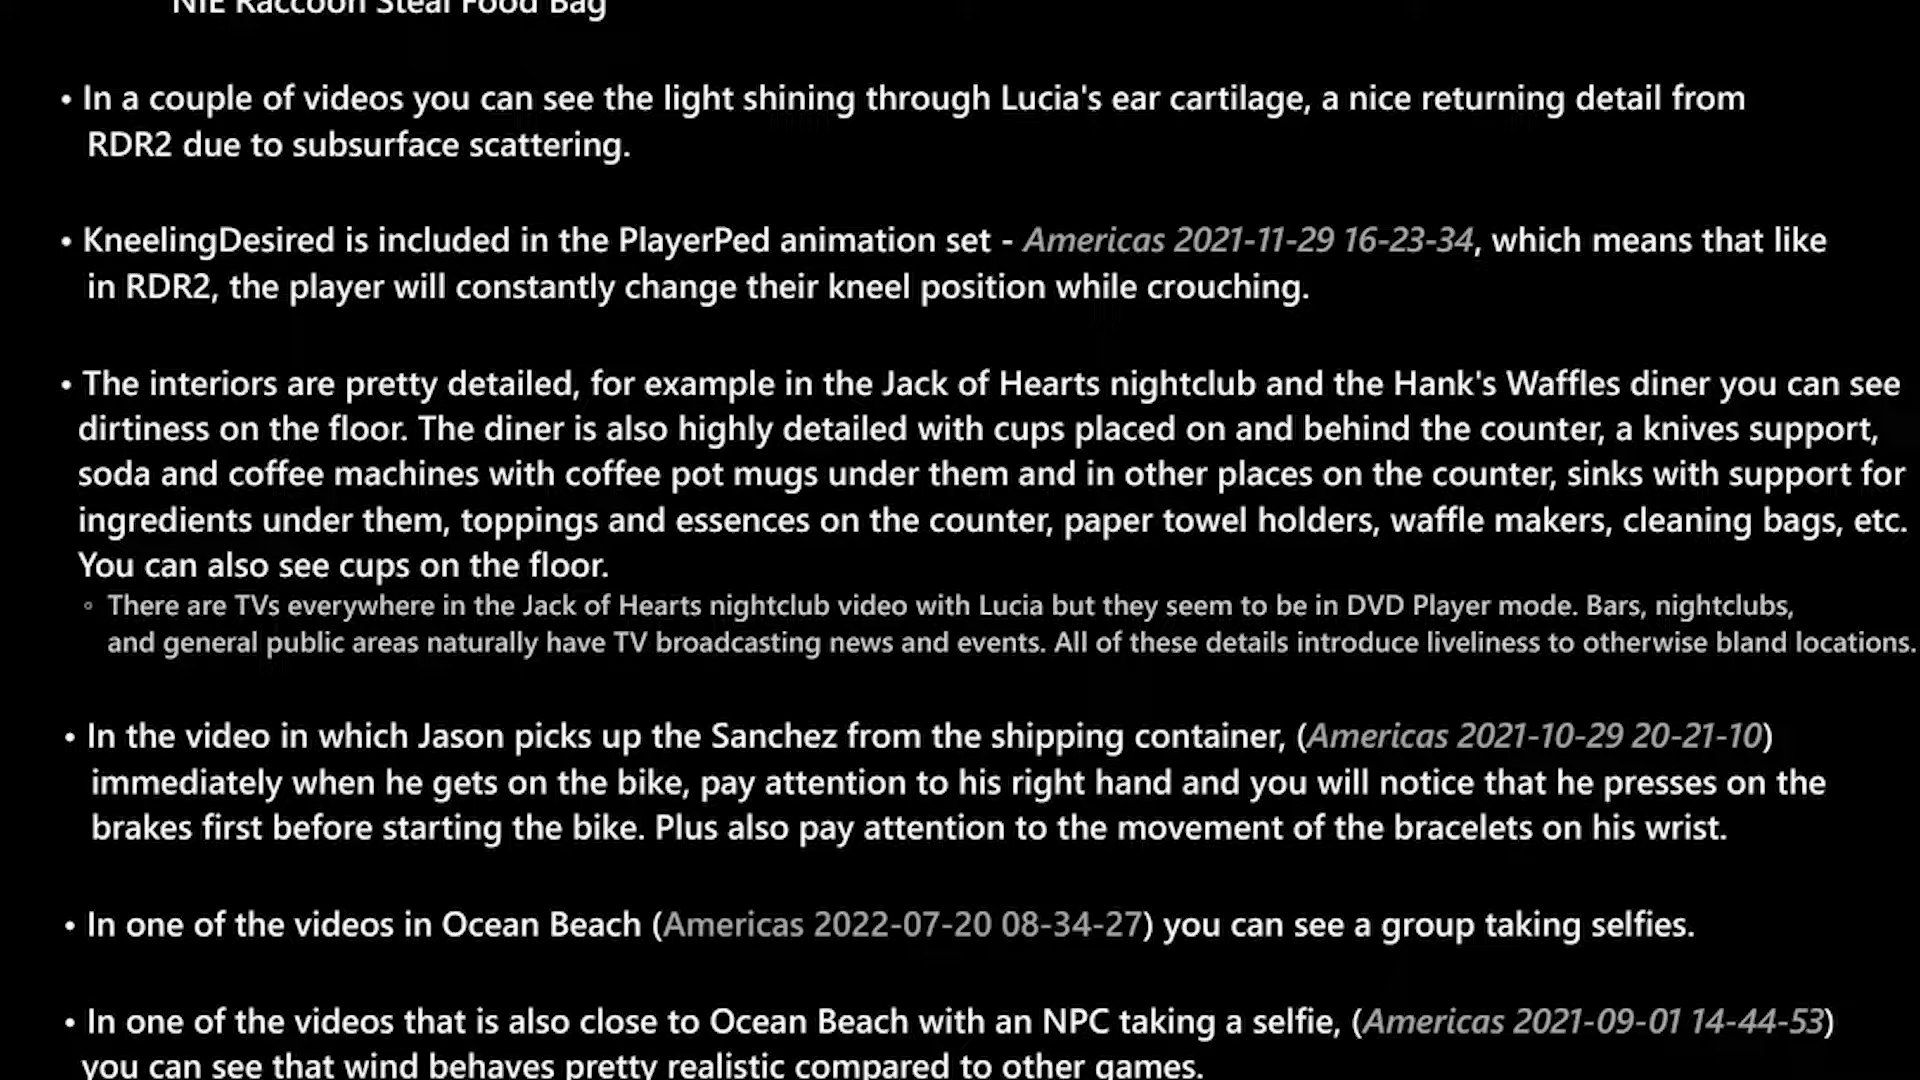 NIE Raccoon Steal Food Bag
• In a couple of videos you can see the light shining through Lucia's ear cartilage, a nice returning detail from
RDR2 due to subsurface scattering.
• KneelingDesired is included in the PlayerPed animation set - Americas 2021-11-29 16-23-34, which means that like
in RDR2, the player will constantly change their kneel position while crouching.
• The interiors are pretty detailed, for example in the Jack of Hearts nightclub and the Hank's Waffles diner you can see
dirtiness on the floor. The diner is also highly detailed with cups placed on and behind the counter, a knives support,
soda and coffee machines with coffee pot mugs under them and in other places on the counter, sinks with support for
ingredients under them, toppings and essences on the counter, paper towel holders, waffle makers, cleaning bags, etc.
You can also see cups on the floor.
◦ There are TVs everywhere in the Jack of Hearts nightclub video with Lucia but they seem to be in DVD Player mode. Bars, nightclubs,
and general public areas naturally have TV broadcasting news and events. All of these details introduce liveliness to otherwise bland locations.
• In the video in which Jason picks up the Sanchez from the shipping container, (Americas 2021-10-29 20-21-10)
immediately when he gets on the bike, pay attention to his right hand and you will notice that he presses on the
brakes first before starting the bike. Plus also pay attention to the movement of the bracelets on his wrist.
• In one of the videos in Ocean Beach (Americas 2022-07-20 08-34-27) you can see a group taking selfies.
• In one of the videos that is also close to Ocean Beach with an NPC taking a selfie, (Americas 2021-09-01 14-44-53)
you can see that wind behaves pretty realistic compared to other games.